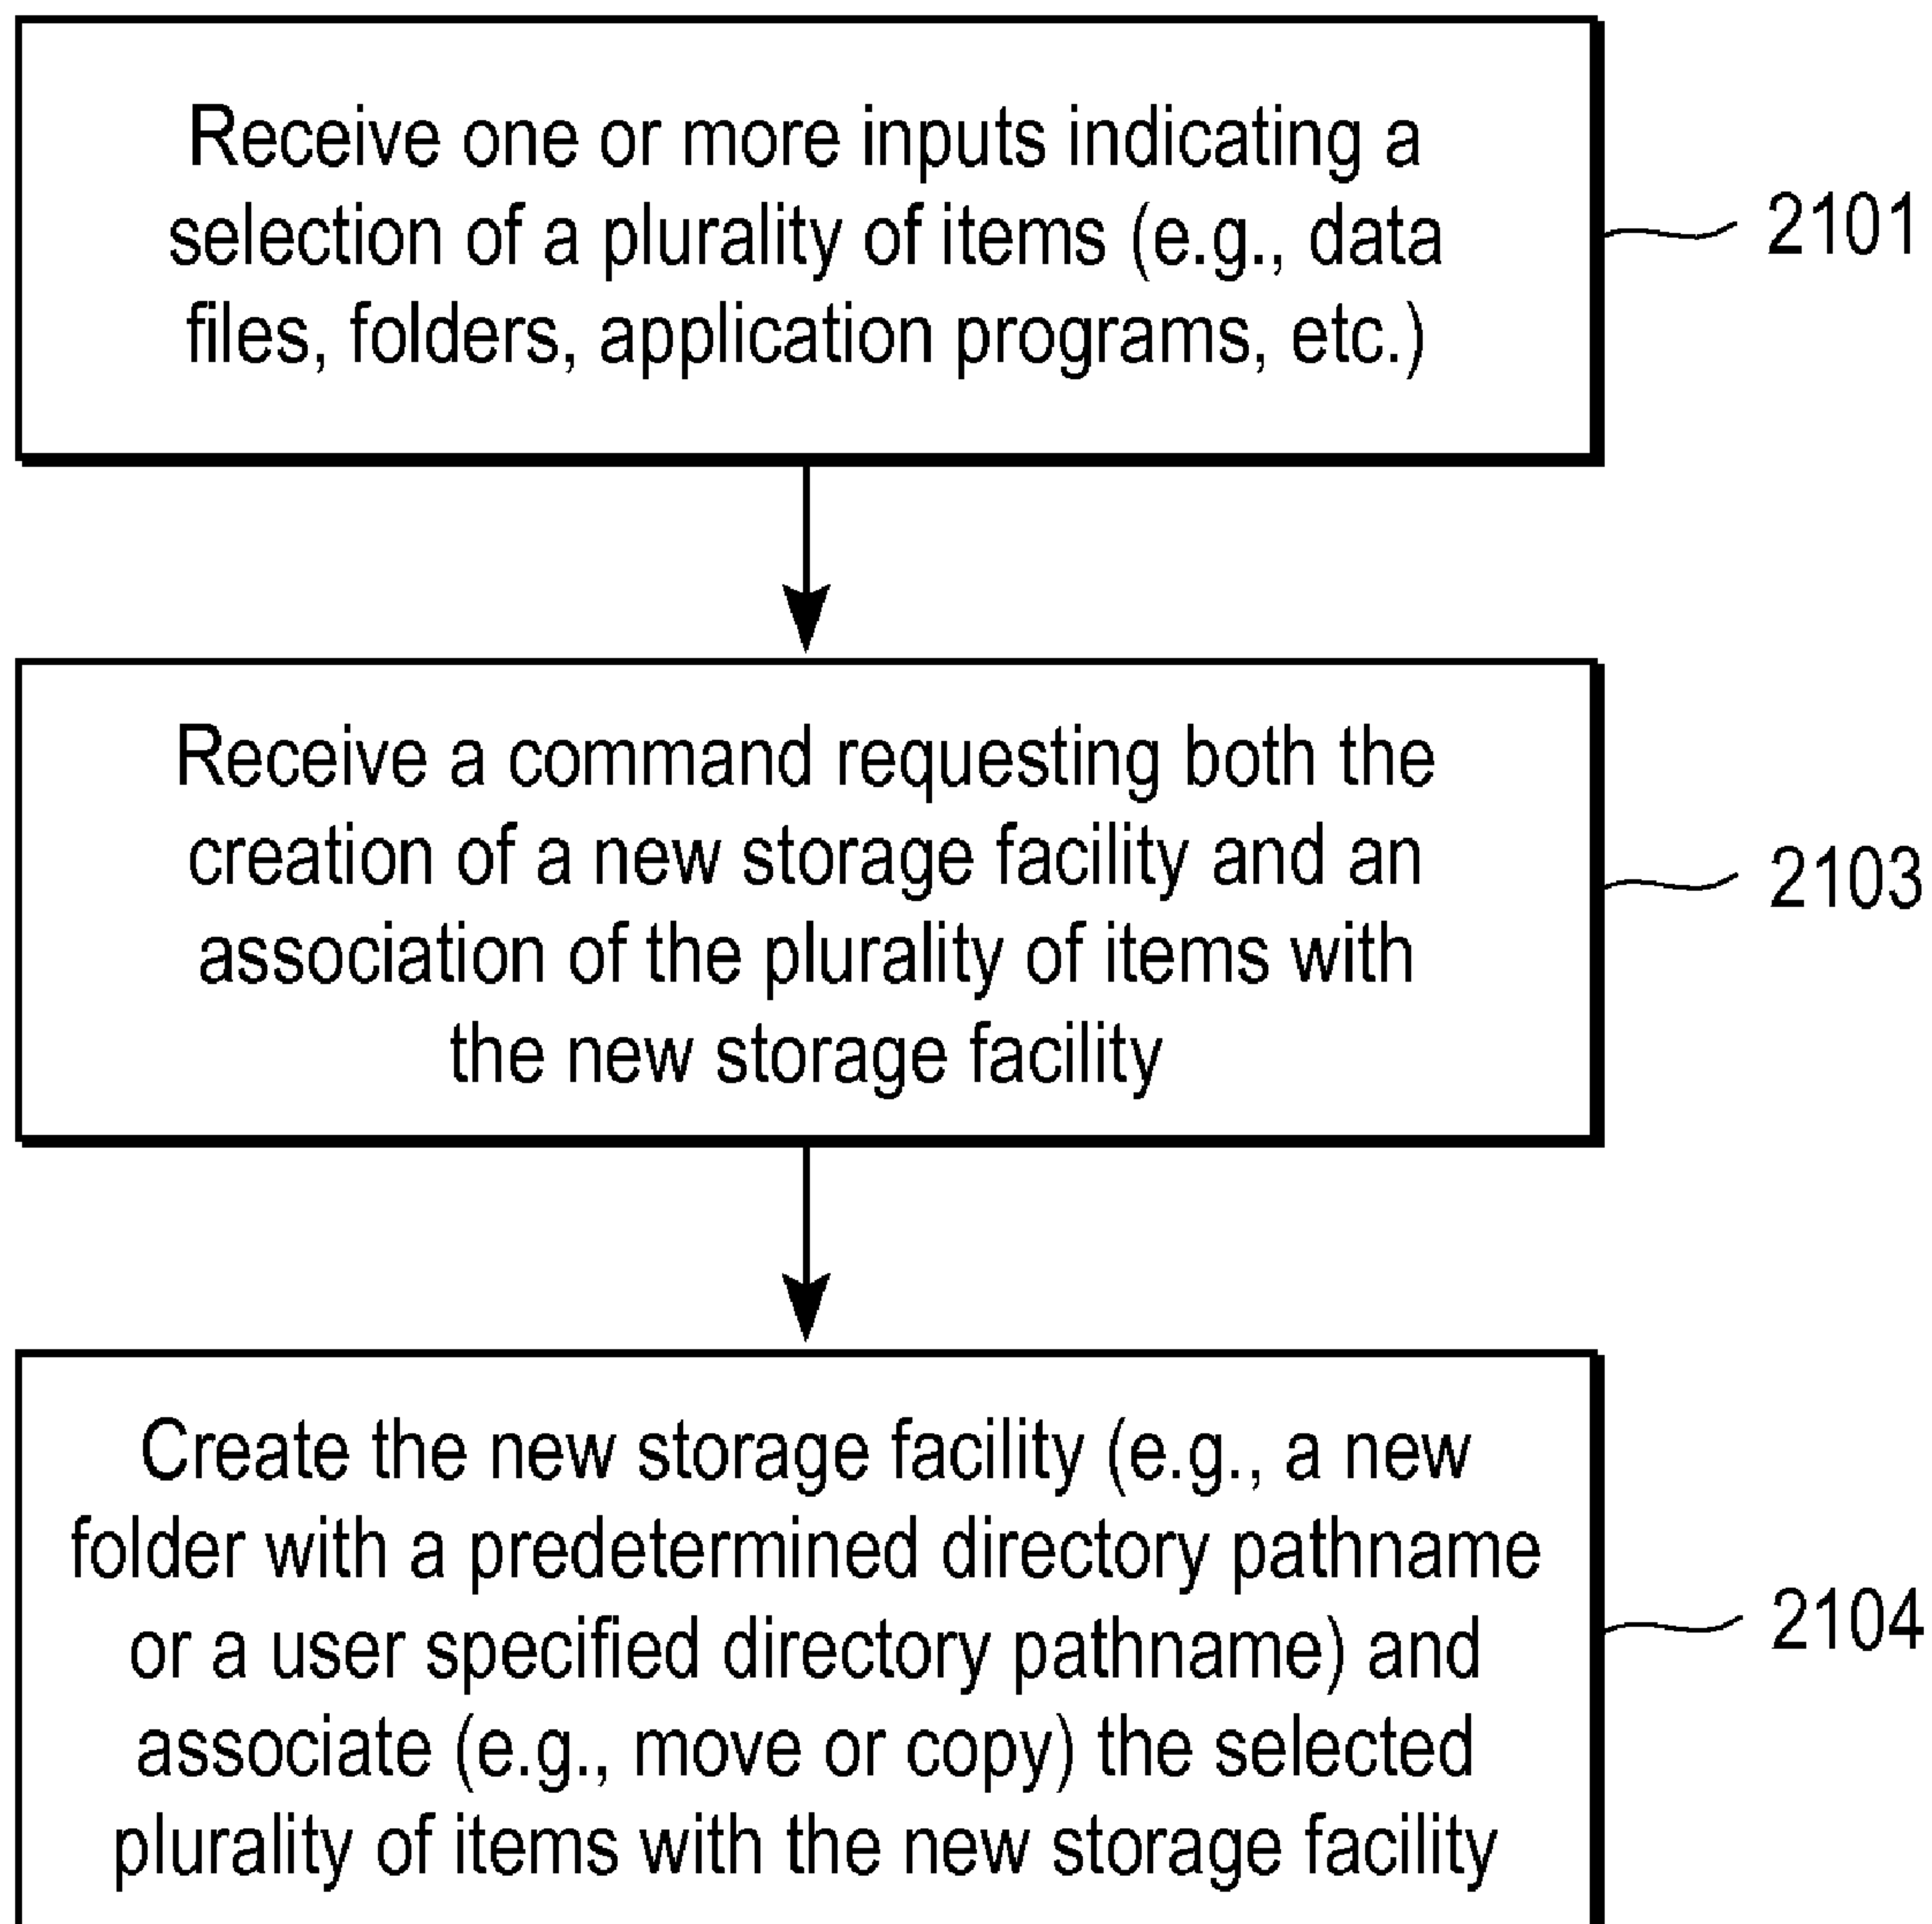 Receive one or more inputs indicating a
selection of a plurality of items (e.g., data
files, folders, application programs, etc.)
2101
Receive a command requesting both the
creation of a new storage facility and an
association of the plurality of items with
the new storage facility
2103
Create the new storage facility (e.g., a new
folder with a predetermined directory pathname
or a user specified directory pathname) and
associate (e.g., move or copy) the selected
plurality of items with the new storage facility
2104